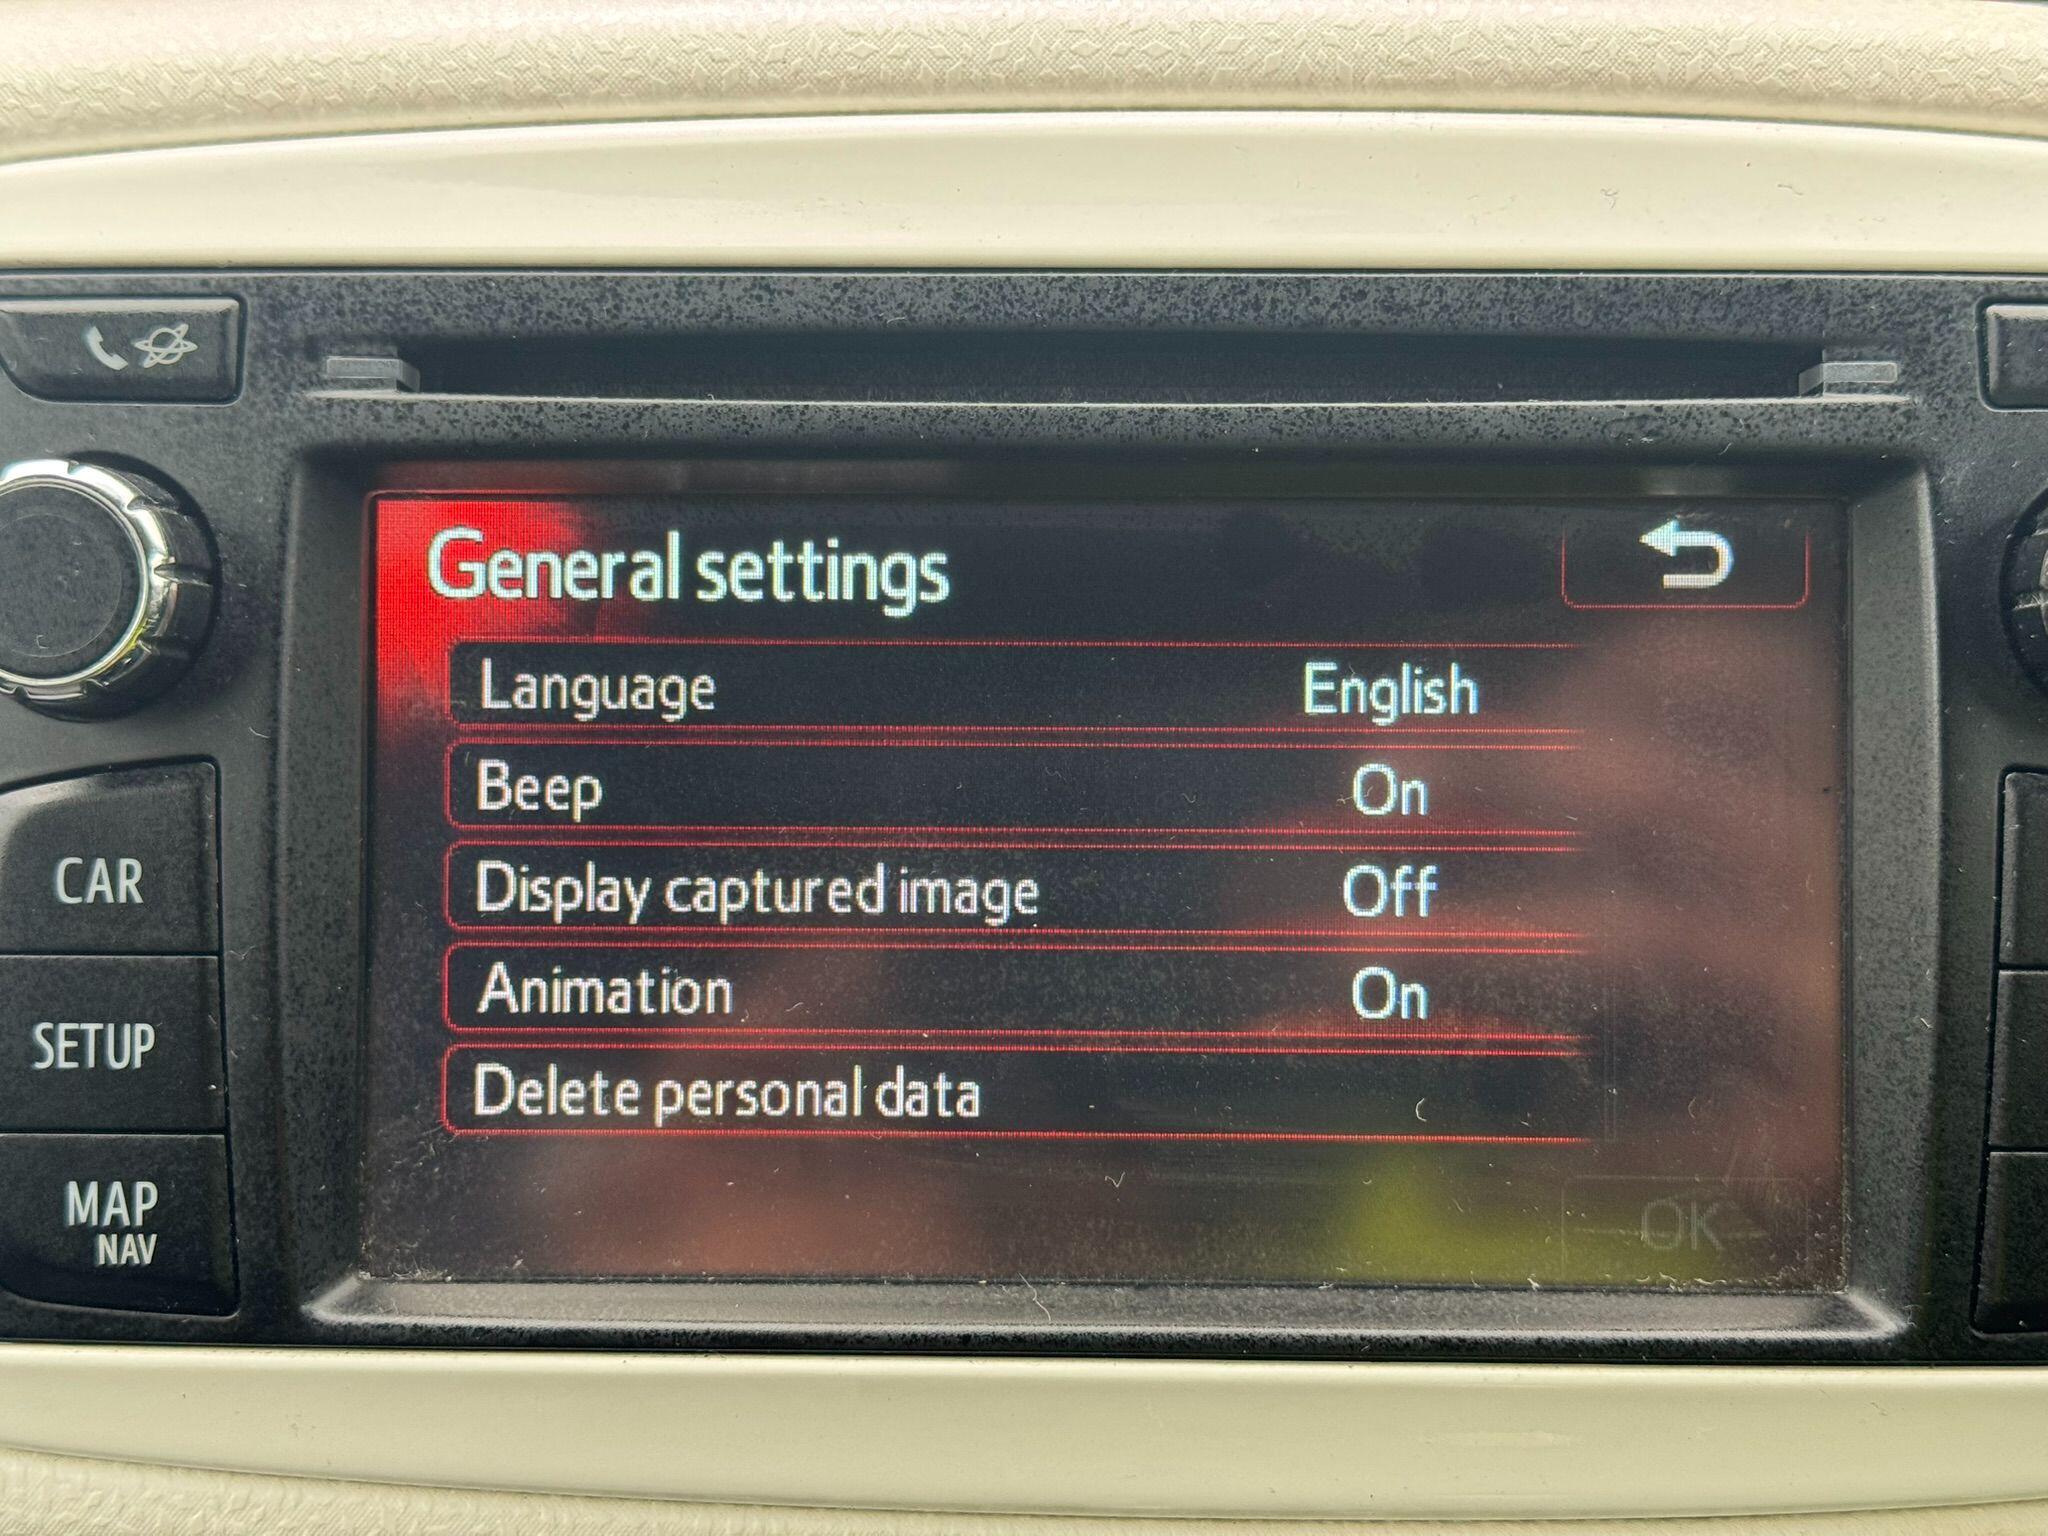 General settings
Language English
Beep On
Display captured image Off
Animation On
Delete personal data
OK
CAR
SETUP
MAP
NAV